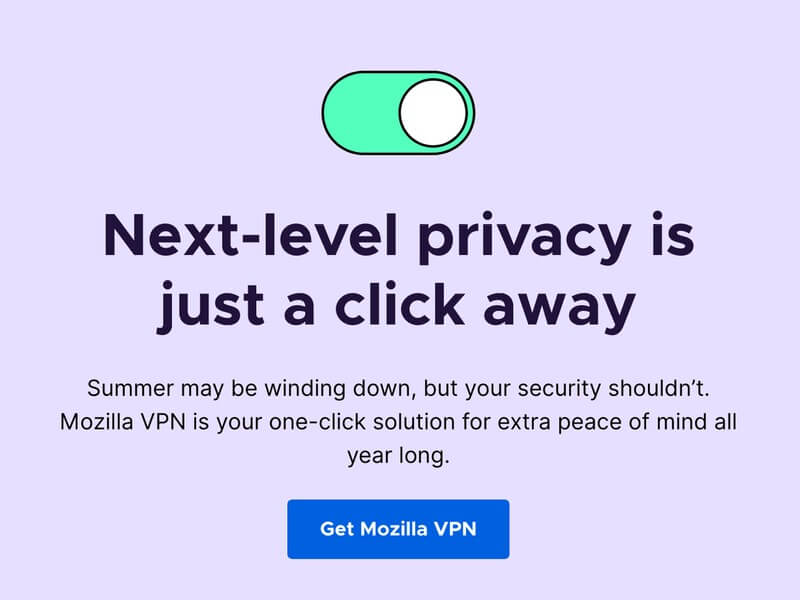 Next-level privacy is
just a click away
Summer may be winding down, but your security shouldn’t.
Mozilla VPN is your one-click solution for extra peace of mind all
year long.
Get Mozilla VPN